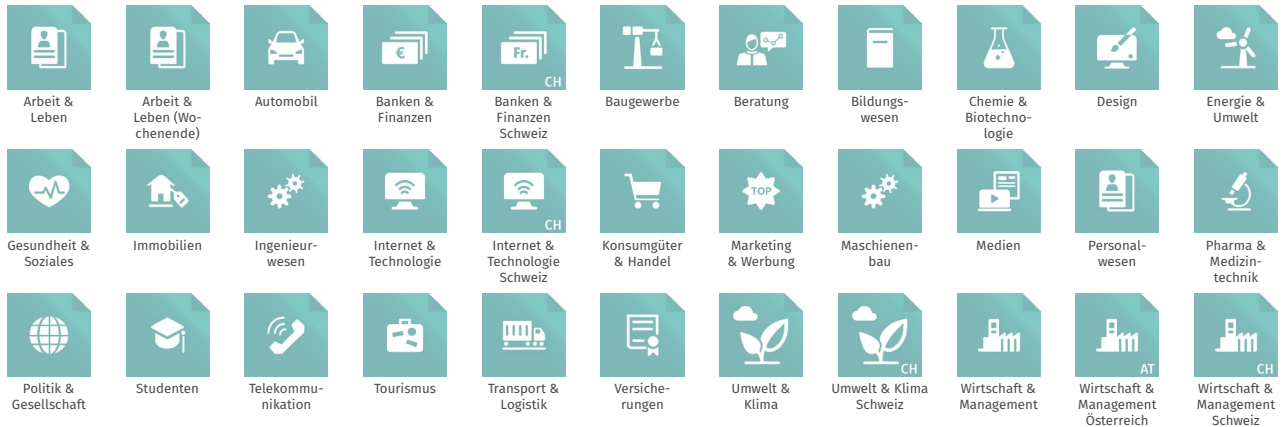 €
Fr.
CH
Arbeit &
Leben
Arbeit &
Leben (Wo-
chenende)
Automobil
Banken &
Finanzen
Banken &
Finanzen
Schweiz
Baugewerbe
Beratung
Bildungs-
wesen
Chemie &
Biotechno-
logie
Design
Energie &
Umwelt
CH
TOP
Gesundheit &
Soziales
Immobilien
Ingenieur-
wesen
Internet &
Technologie
Internet &
Technologie
Schweiz
Konsumgüter
& Handel
Marketing
& Werbung
Maschienen-
bau
Medien
Personal-
wesen
Pharma &
Medizin-
technik
CH
AT
CH
Politik &
Gesellschaft
Studenten
Telekommu-
nikation
Tourismus
Transport &
Logistik
Versiche-
rungen
Umwelt &
Klima
Umwelt & Klima
Schweiz
Wirtschaft &
Management
Wirtschaft &
Management
Österreich
Wirtschaft &
Management
Schweiz